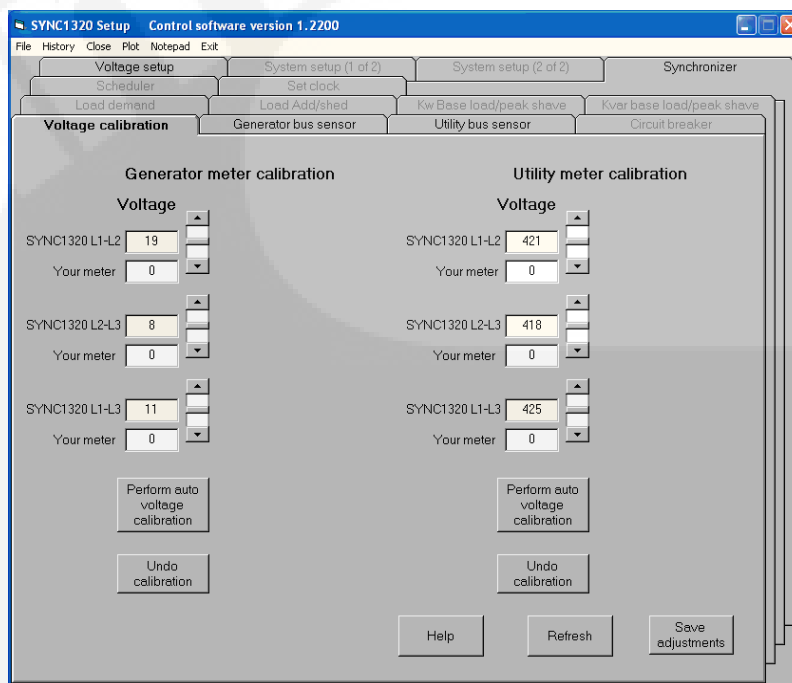 SYNC1320 Setup Control software version 1.2200
File History Close Plot Notepad Exit
Voltage setup System setup (1 of 2) System setup (2 of 2) Synchronizer
Scheduler Set clock
Load demand Load Add/shed Kw Base load/peak shave Kvar base load/peak shave
Voltage calibration Generator bus sensor Utility bus sensor Circuit breaker
Generator meter calibration Utility meter calibration
Voltage Voltage
SYNC1320 L1-L2 19 SYNC1320 L1-L2 421
Your meter 0 Your meter 0
SYNC1320 L2-L3 8 SYNC1320 L2-L3 418
Your meter 0 Your meter 0
SYNC1320 L1-L3 11 SYNC1320 L1-L3 425
Your meter 0 Your meter 0
Perform auto Perform auto
voltage voltage
calibration calibration
Undo Undo
calibration calibration
Help Refresh Save
adjustments